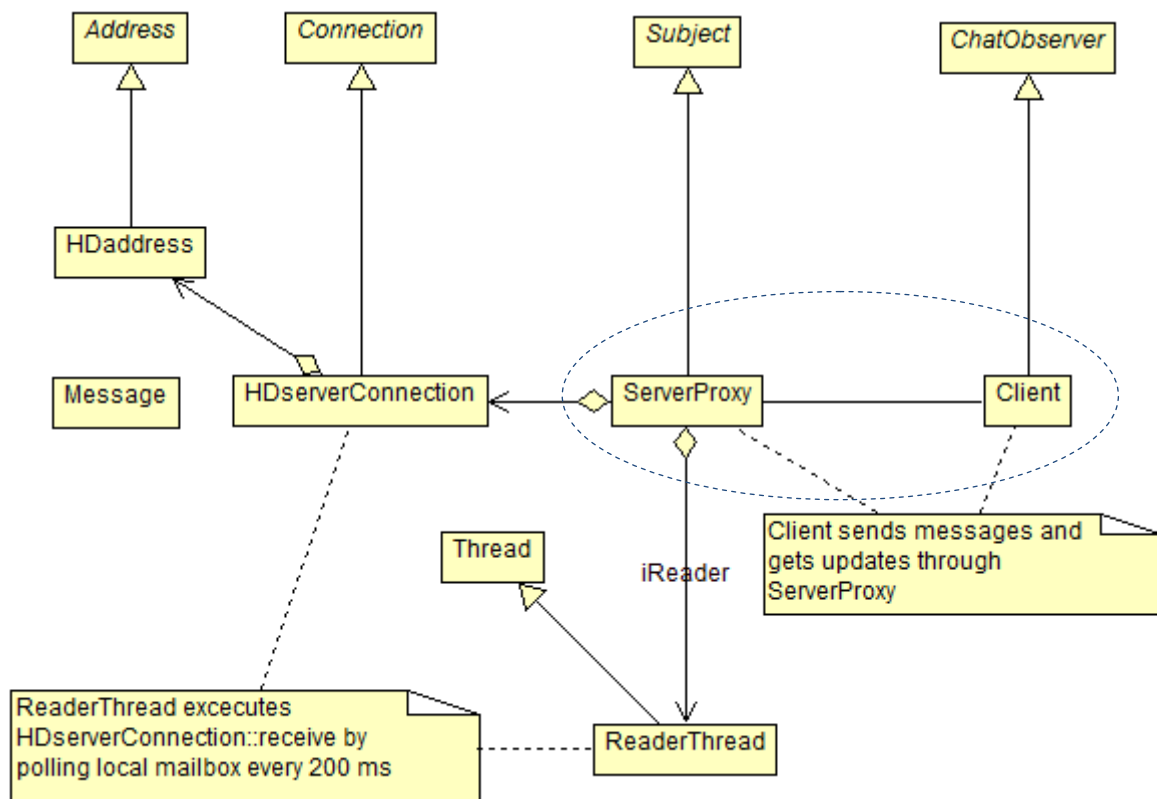 Address
Connection
Subject
ChatObserver
HDaddress
Message
HDserverConnection
ServerProxy
Client
Client sends messages and
gets updates through
ServerProxy
Thread
iReader
ReaderThread excecutes
HDserverConnection::receive by
polling local mailbox every 200 ms
ReaderThread